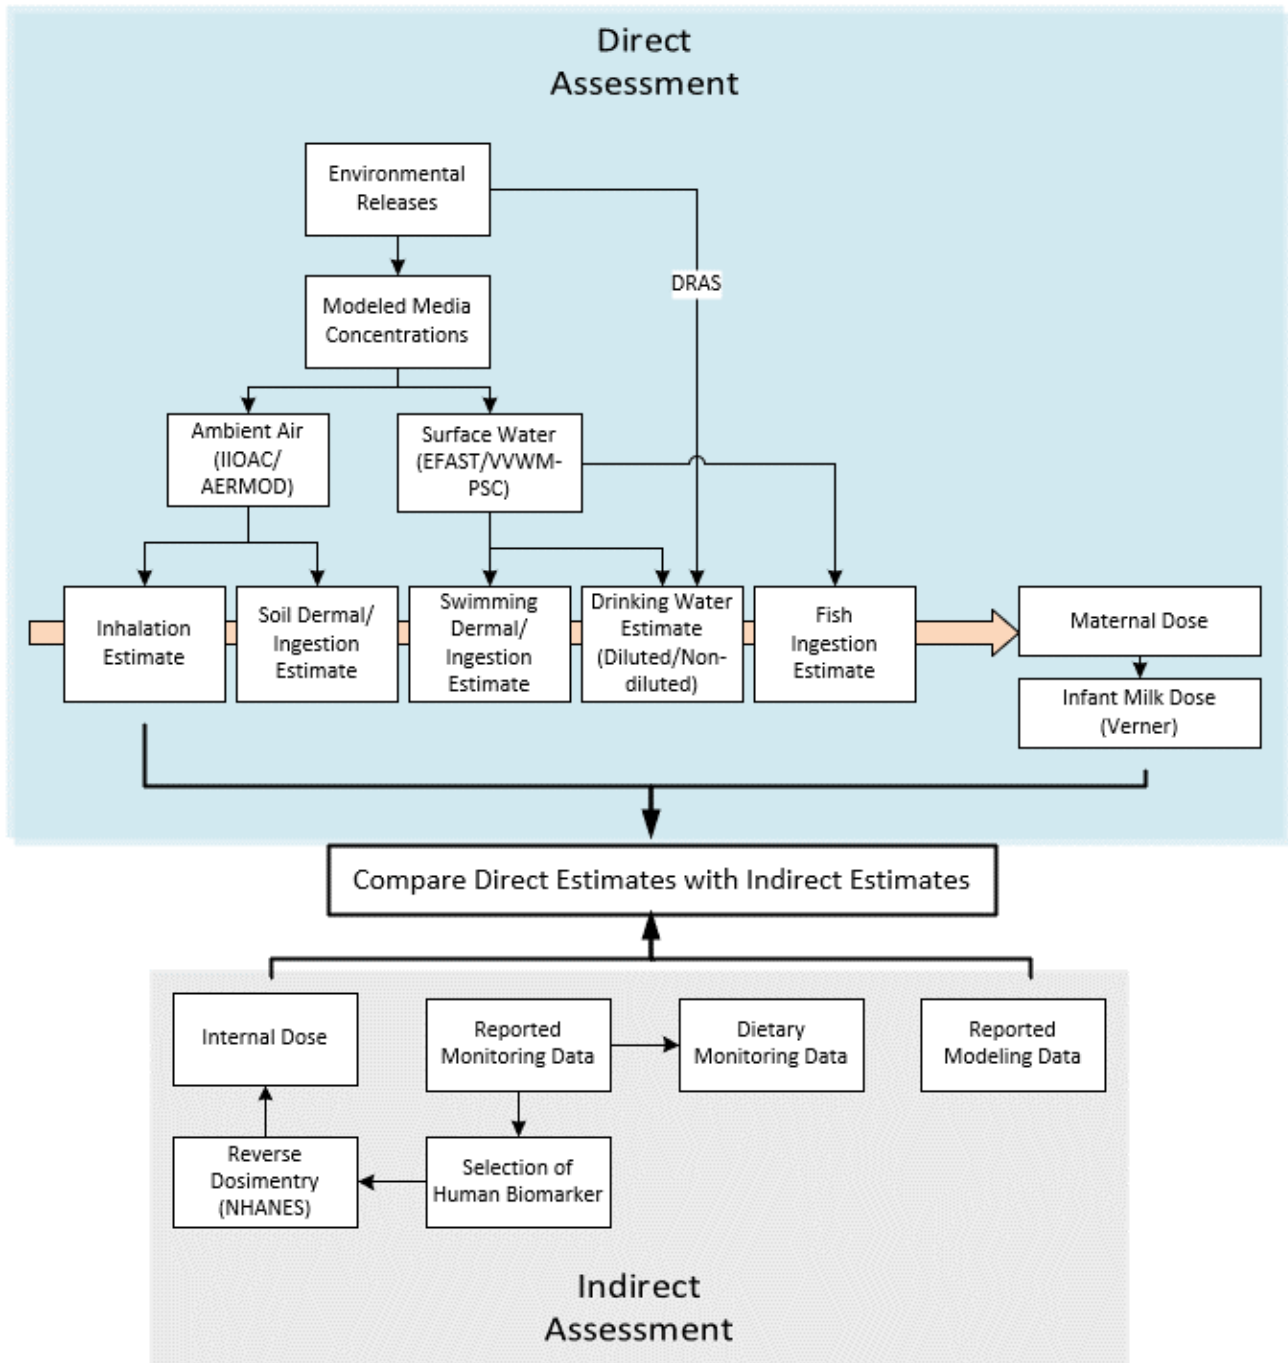 Direct
Assessment
Environmental
Releases
DRAS
Modeled Media
Concentrations
Ambient Air
(IIOAC/
AERMOD)
Surface Water
(EFAST/VVWM-
PSC)
Inhalation
Estimate
Soil Dermal/
Ingestion
Estimate
Swimming
Dermal/
Ingestion
Estimate
Drinking Water
Estimate
(Diluted/Non-
diluted)
Fish
Ingestion
Estimate
Maternal Dose
Infant Milk Dose
(Verner)
Compare Direct Estimates with Indirect Estimates
Internal Dose
Reported
Monitoring Data
Dietary
Monitoring Data
Reported
Modeling Data
Reverse
Dosimentry
(NHANES)
Selection of
Human Biomarker
Indirect
Assessment